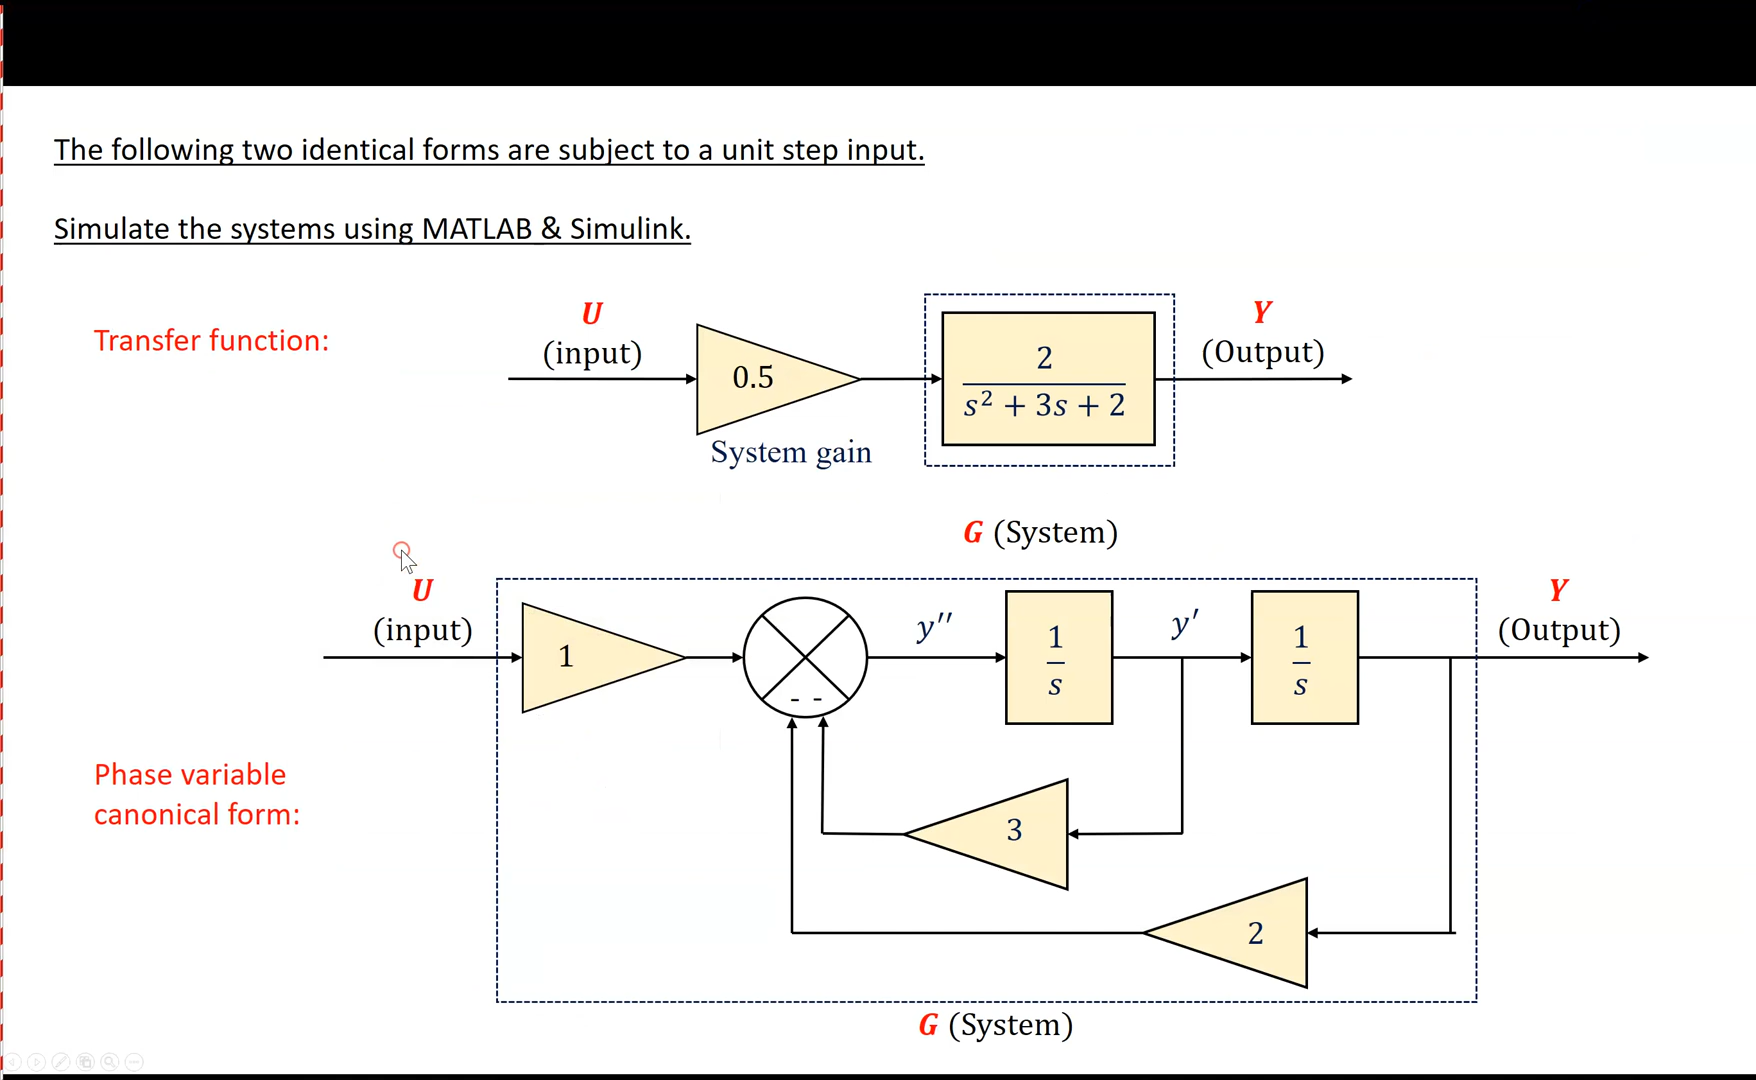 The following two identical forms are subject to a unit step input.
Simulate the systems using MATLAB & Simulink.
Transfer function:
U
(input)
0.5
System gain
2
s² + 3s + 2
Y
(Output)
G (System)
U
(input)
1
- -
y′′
1
s
y′
1
s
Y
(Output)
Phase variable
canonical form:
3
2
G (System)